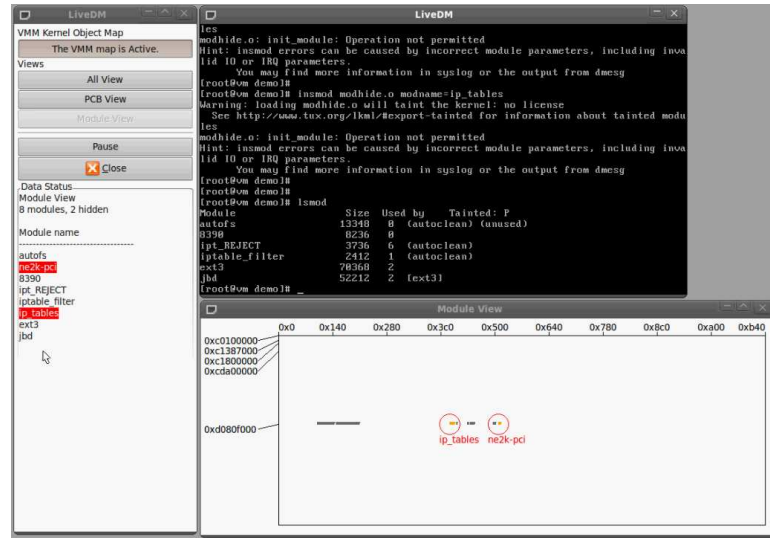 LiveDM
VMM Kernel Object Map
The VMM map is Active.
Views
All View
PCB View
Module View
Pause
Close
Data Status
Module View
8 modules, 2 hidden
Module name
----------------------------------
autofs
ne2k-pci
8390
ipt_REJECT
iptable_filter
ip_tables
ext3
jbd
LiveDM
les
modhide.o: init_module: Operation not permitted
Hint: insmod errors can be caused by incorrect module parameters, including inva
lid IO or IRQ parameters.
You may find more information in syslog or the output from dmesg
[root@vm demo]#
[root@vm demo]# insmod modhide.o modname=ip_tables
Warning: loading modhide.o will taint the kernel: no license
See http://www.tux.org/lkml/#export-tainted for information about tainted modu
les
modhide.o: init_module: Operation not permitted
Hint: insmod errors can be caused by incorrect module parameters, including inva
lid IO or IRQ parameters.
You may find more information in syslog or the output from dmesg
[root@vm demo]#
[root@vm demo]#
[root@vm demo]# lsmod
Module Size Used by Tainted: P
autofs 13348 0 (autoclean) (unused)
8390 8236 0
ipt_REJECT 3736 6 (autoclean)
iptable_filter 2412 1 (autoclean)
ext3 70368 2
jbd 52212 2 [ext3]
[root@vm demo]# _
Module View
0x0 0x140 0x280 0x3c0 0x500 0x640 0x780 0x8c0 0xa00 0xb40
0xc0100000
0xc1387000
0xc1800000
0xcda00000
0xd080f000
ip_tables ne2k-pci